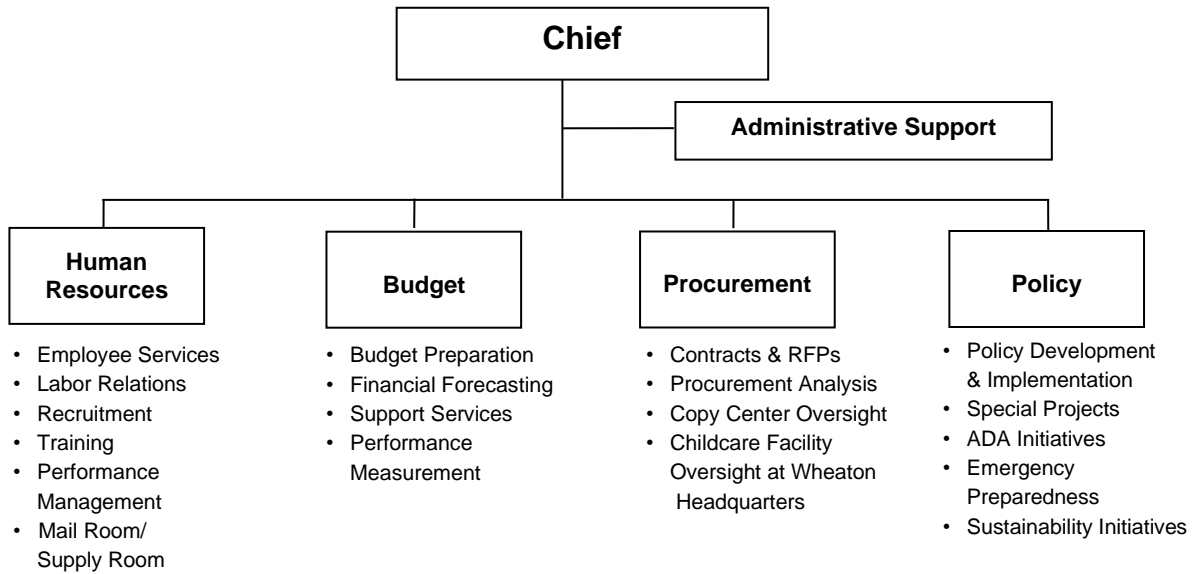 Chief
Administrative Support
Human
Resources
• Employee Services
• Labor Relations
• Recruitment
• Training
• Performance
Management
• Mail Room/
Supply Room
Budget
• Budget Preparation
• Financial Forecasting
• Support Services
• Performance
Measurement
Procurement
• Contracts & RFPs
• Procurement Analysis
• Copy Center Oversight
• Childcare Facility
Oversight at Wheaton
Headquarters
Policy
• Policy Development
& Implementation
• Special Projects
• ADA Initiatives
• Emergency
Preparedness
• Sustainability Initiatives